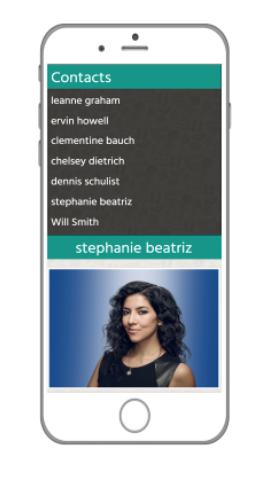 Contacts
leanne graham
ervin howell
clementine bauch
chelsey dietrich
dennis schulist
stephanie beatriz
Will Smith
stephanie beatriz